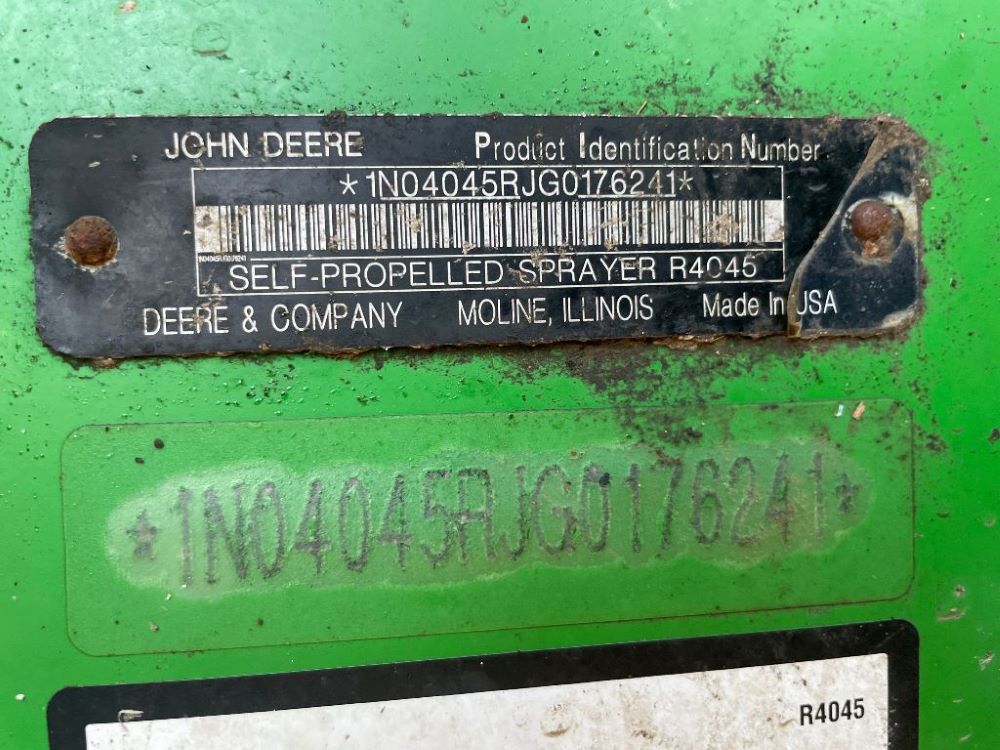 JOHN DEERE Product Identification Number
*1N04045RJG0176241*
1N04045RJG0176241
SELF-PROPELLED SPRAYER R4045
DEERE & COMPANY MOLINE, ILLINOIS Made In USA
*1N04045RJG0176241*
R4045